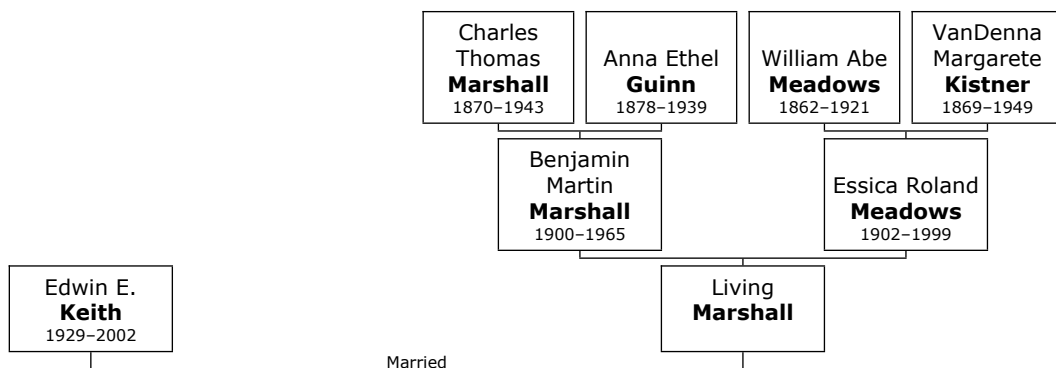 Charles
Thomas
Marshall
1870–1943
Anna Ethel
Guinn
1878–1939
William Abe
Meadows
1862–1921
VanDenna
Margarete
Kistner
1869–1949
Benjamin
Martin
Marshall
1900–1965
Essica Roland
Meadows
1902–1999
Edwin E.
Keith
1929–2002
Living
Marshall
Married